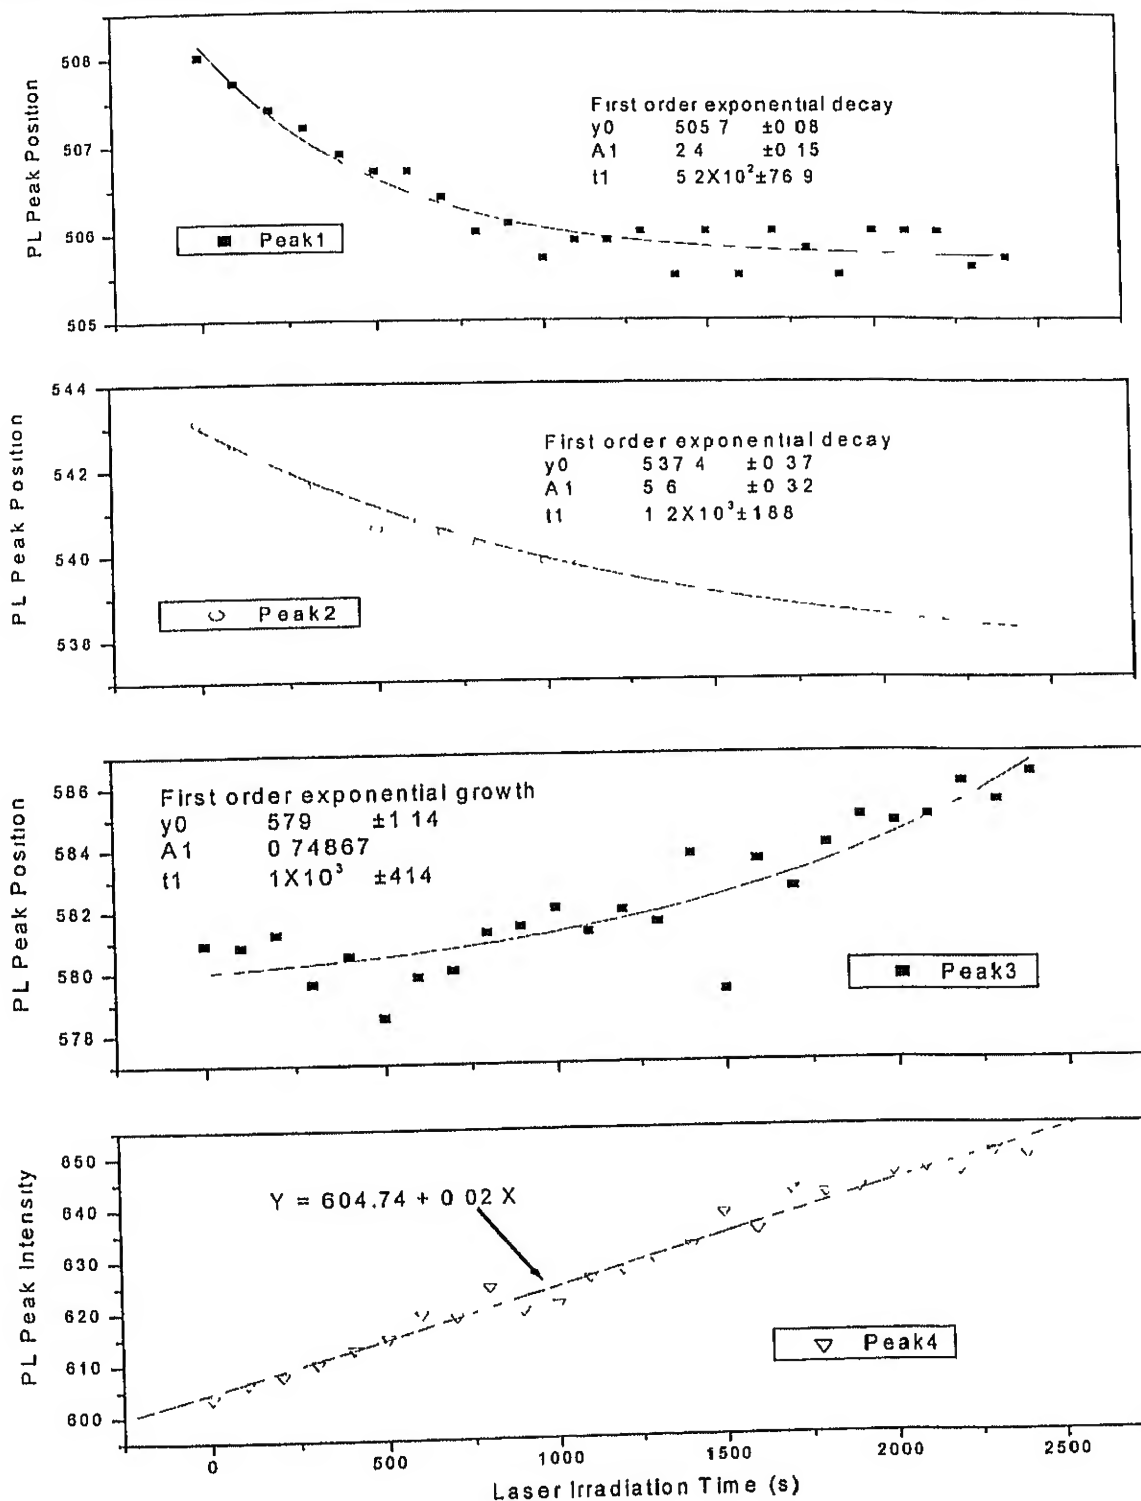 PL Peak Position
508
507
506
505
First order exponential decay
y0 505 7 ±0 08
A1 2 4 ±0 15
t1 5 2X10²±76 9
Peak1
PL Peak Position
544
542
540
538
First order exponential decay
y0 537 4 ±0 37
A1 5 6 ±0 32
t1 1 2X10³±188
Peak2
PL Peak Position
586
584
582
580
578
First order exponential growth
y0 579 ±1 14
A1 0 74867
t1 1X10³ ±414
Peak3
PL Peak Intensity
650
640
630
620
610
600
Y = 604.74 + 0 02 X
Peak4
0 500 1000 1500 2000 2500
Laser Irradiation Time (s)